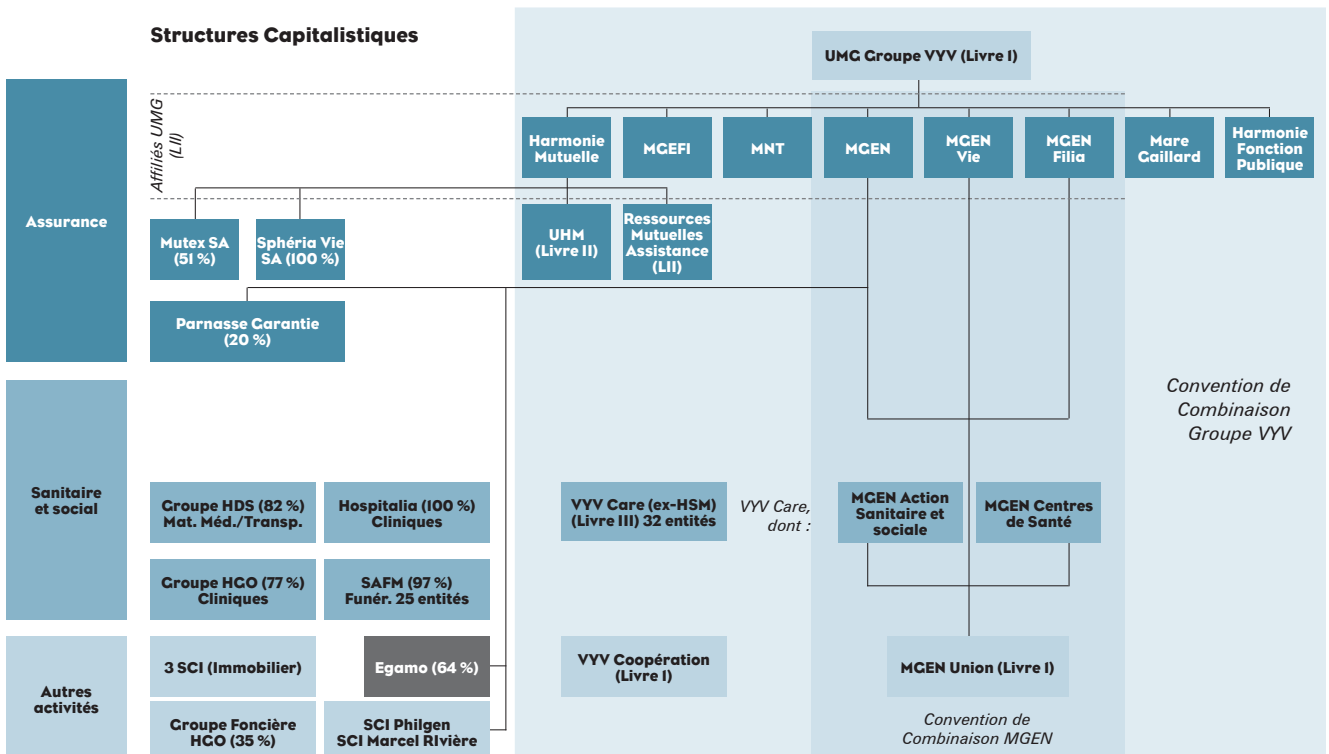 Structures Capitalistiques
UMG Groupe VYV (Livre I)
Affiliés UMG
(LII)
Harmonie
Mutuelle
MGEFI
MNT
MGEN
MGEN
Vie
MGEN
Filia
Mare
Gaillard
Harmonie
Fonction
Publique
Assurance
Mutex SA
(51 %)
Sphéria Vie
SA (100 %)
UHM
(Livre II)
Ressources
Mutuelles
Assistance
(LII)
Parnasse Garantie
(20 %)
Convention de
Combinaison
Groupe VYV
Sanitaire
et social
Groupe HDS (82 %)
Mat. Méd./Transp.
Hospitalia (100 %)
Cliniques
VYV Care (ex-HSM)
(Livre III) 32 entités
VYV Care,
dont :
MGEN Action
Sanitaire et
sociale
MGEN Centres
de Santé
Groupe HGO (77 %)
Cliniques
SAFM (97 %)
Funér. 25 entités
Autres
activités
3 SCI (Immobilier)
Egamo (64 %)
VYV Coopération
(Livre I)
MGEN Union (Livre I)
Groupe Foncière
HGO (35 %)
SCI Philgen
SCI Marcel RIvière
Convention de
Combinaison MGEN